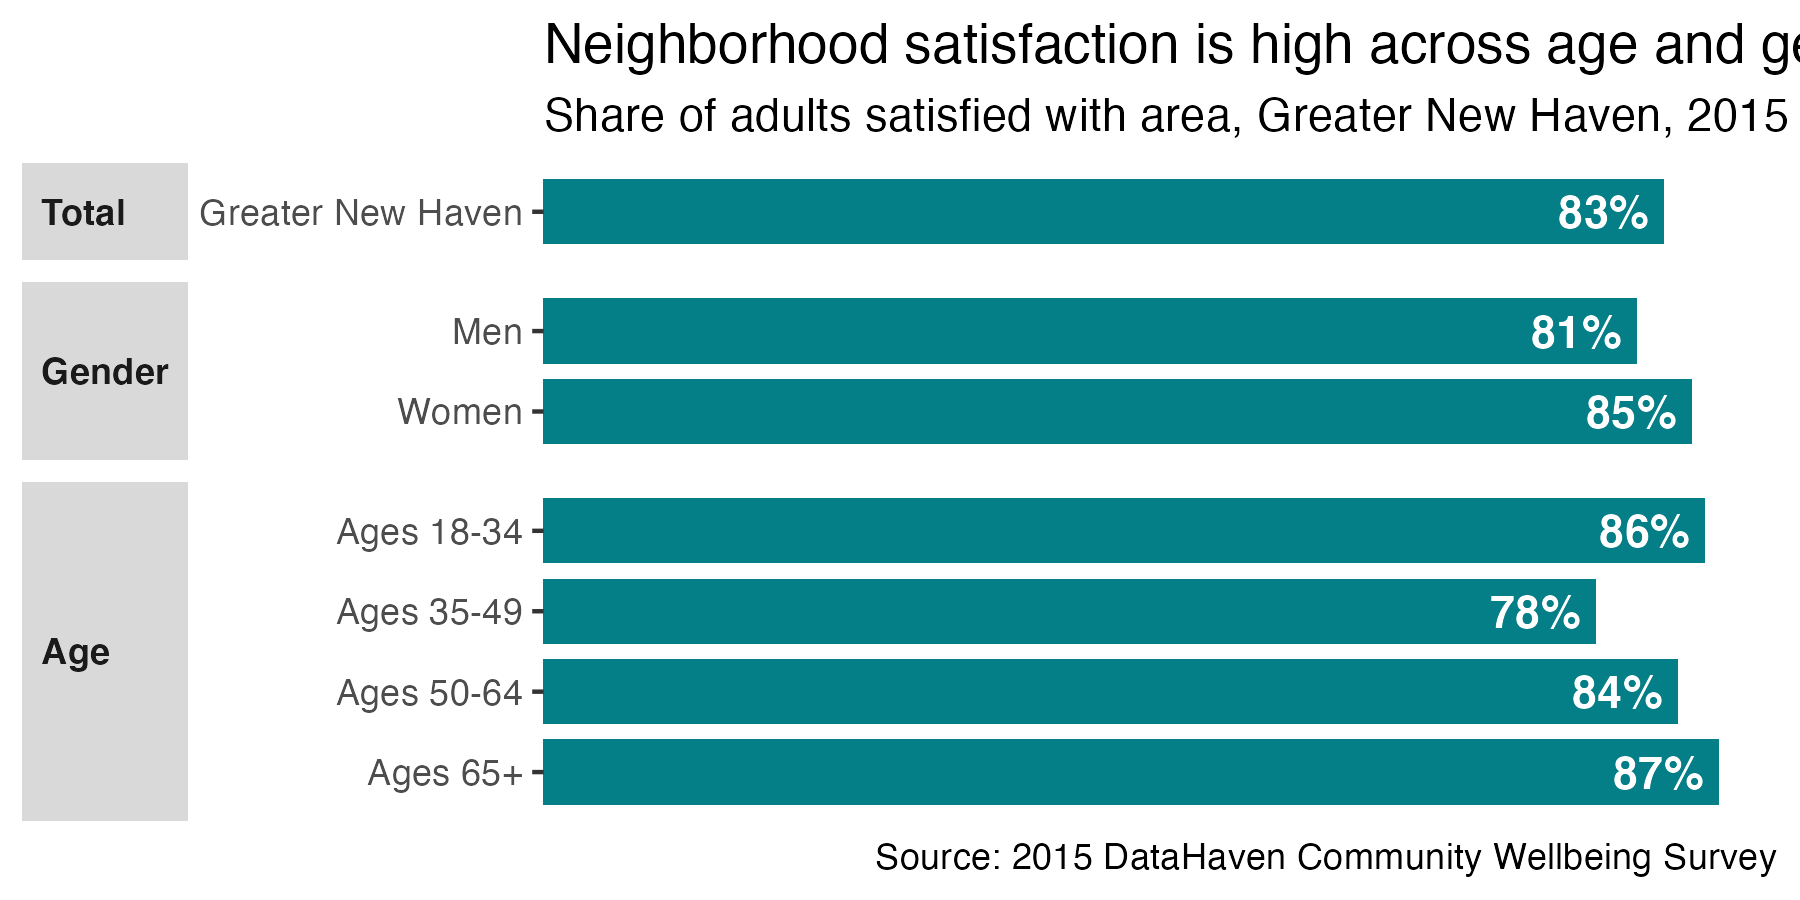 Neighborhood satisfaction is high across age and
Share of adults satisfied with area, Greater New Haven, 2015
Total
Greater New Haven
83%
Gender
Men
81%
Women
85%
Age
Ages 18-34
86%
Ages 35-49
78%
Ages 50-64
84%
Ages 65+
87%
Source: 2015 DataHaven Community Wellbeing Survey